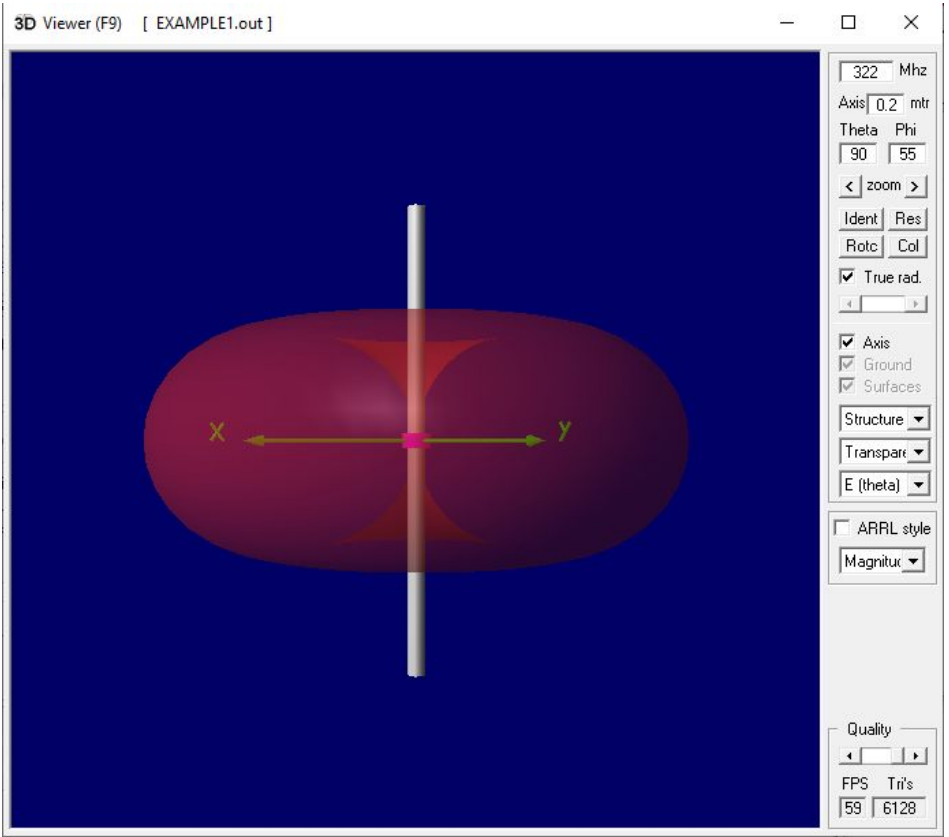 3D Viewer (F9) [ EXAMPLE1.out ]
322 Mhz
Axis 0.2 mtr
Theta Phi
90 55
< zoom >
Ident Res
Rotc Col
True rad.
Axis
Ground
Surfaces
Structure
Transpare
E (theta)
ARRL style
Magnituc
X
y
Quality
FPS Tri's
59 6128